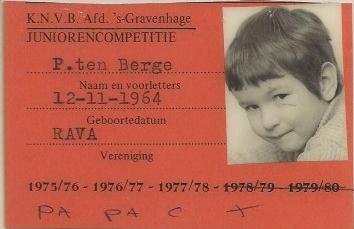 K.N.V.B. Afd. 's-Gravenhage
JUNIORENCOMPETITIE
P.ten Berge
Naam en voorletters
12-11-1964
Geboortedatum
RAVA
Vereniging
1975/76 - 1976/77 - 1977/78 - 1978/79 - 1979/80
PA PA C +